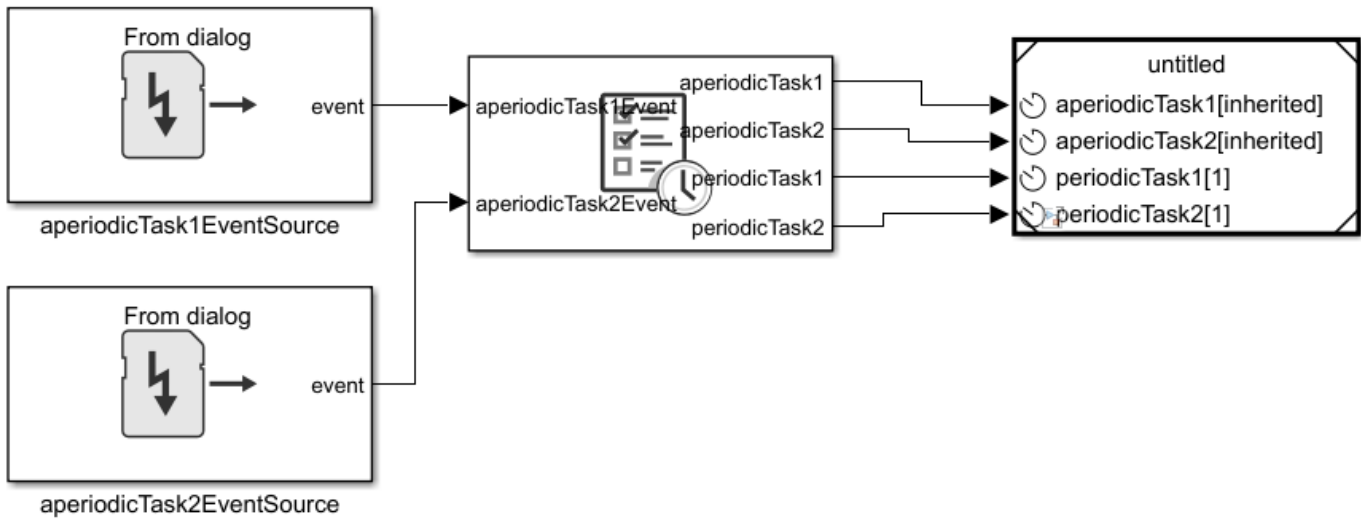 From dialog
event
aperiodicTask1EventSource
From dialog
event
aperiodicTask2EventSource
aperiodicTask1Event
aperiodicTask2Event
aperiodicTask1
aperiodicTask2
periodicTask1
periodicTask2
untitled
aperiodicTask1[inherited]
aperiodicTask2[inherited]
periodicTask1[1]
periodicTask2[1]